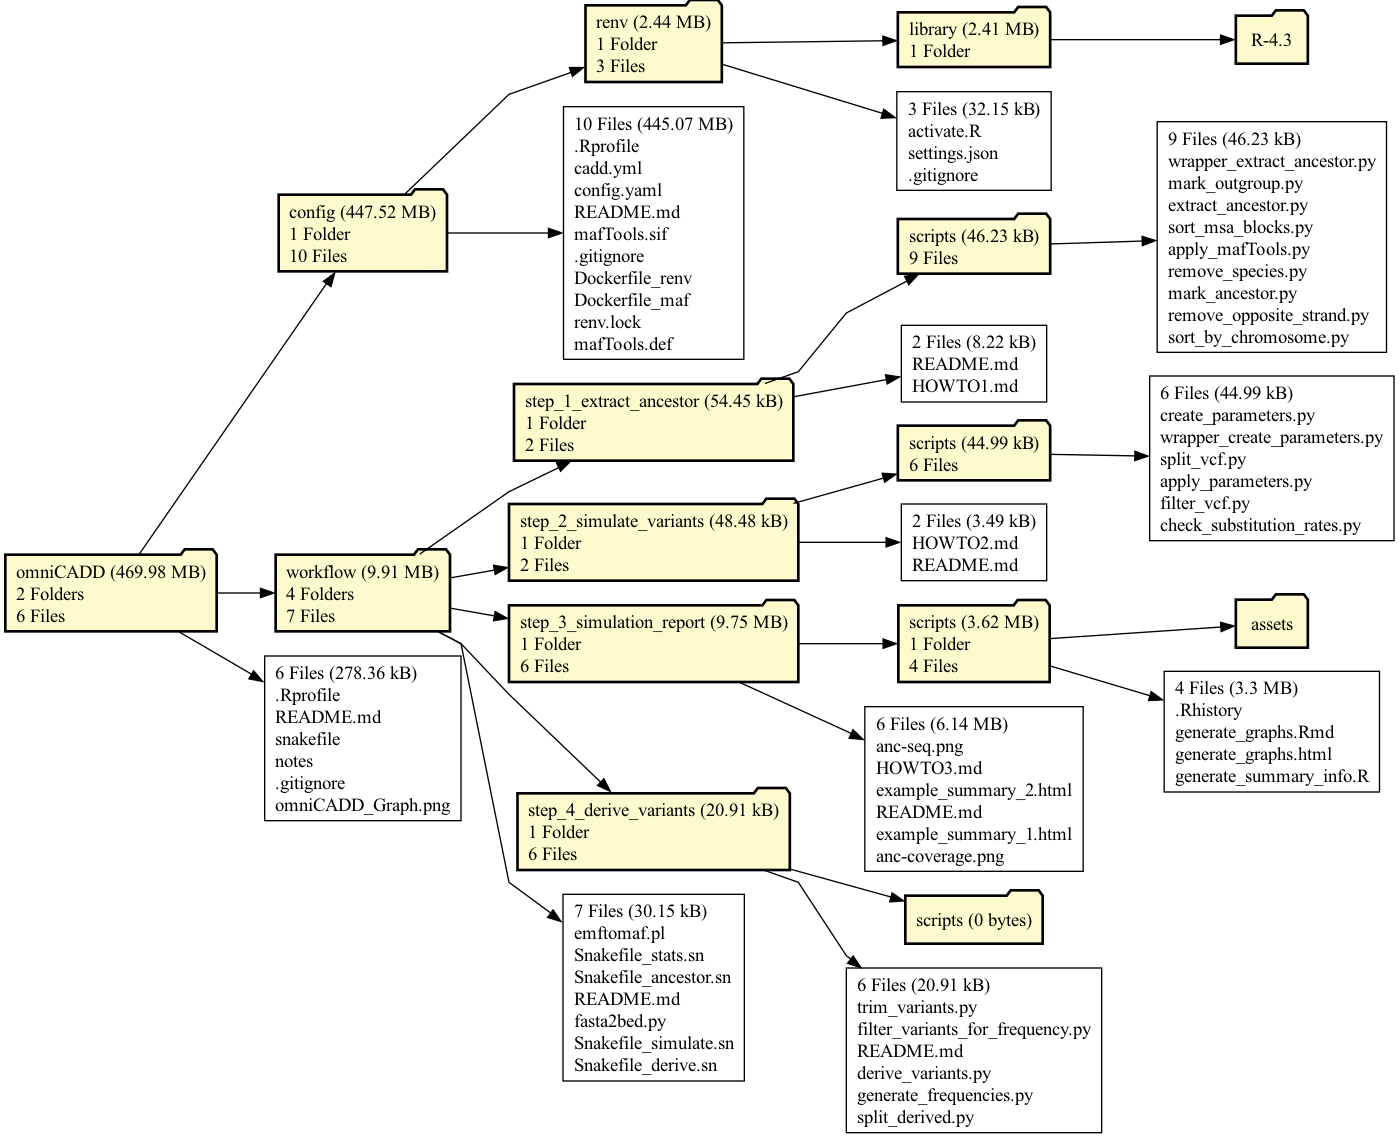 omniCADD (469.98 MB)
2 Folders
6 Files
config (447.52 MB)
1 Folder
10 Files
renv (2.44 MB)
1 Folder
3 Files
library (2.41 MB)
1 Folder
R-4.3
3 Files (32.15 kB)
activate.R
settings.json
.gitignore
10 Files (445.07 MB)
.Rprofile
cadd.yml
config.yaml
README.md
mafTools.sif
.gitignore
Dockerfile_renv
Dockerfile_maf
renv.lock
mafTools.def
workflow (9.91 MB)
4 Folders
7 Files
step_1_extract_ancestor (54.45 kB)
1 Folder
2 Files
scripts (46.23 kB)
9 Files
9 Files (46.23 kB)
wrapper_extract_ancestor.py
mark_outgroup.py
extract_ancestor.py
sort_msa_blocks.py
apply_mafTools.py
remove_species.py
mark_ancestor.py
remove_opposite_strand.py
sort_by_chromosome.py
2 Files (8.22 kB)
README.md
HOWTO1.md
step_2_simulate_variants (48.48 kB)
1 Folder
2 Files
scripts (44.99 kB)
6 Files
6 Files (44.99 kB)
create_parameters.py
wrapper_create_parameters.py
split_vcf.py
apply_parameters.py
filter_vcf.py
check_substitution_rates.py
2 Files (3.49 kB)
HOWTO2.md
README.md
step_3_simulation_report (9.75 MB)
1 Folder
6 Files
scripts (3.62 MB)
1 Folder
4 Files
assets
4 Files (3.3 MB)
.Rhistory
generate_graphs.Rmd
generate_graphs.html
generate_summary_info.R
6 Files (6.14 MB)
anc-seq.png
HOWTO3.md
example_summary_2.html
README.md
example_summary_1.html
anc-coverage.png
step_4_derive_variants (20.91 kB)
1 Folder
6 Files
scripts (0 bytes)
6 Files (20.91 kB)
trim_variants.py
filter_variants_for_frequency.py
README.md
derive_variants.py
generate_frequencies.py
split_derived.py
7 Files (30.15 kB)
emftomaf.pl
Snakefile_stats.sn
Snakefile_ancestor.sn
README.md
fasta2bed.py
Snakefile_simulate.sn
Snakefile_derive.sn
6 Files (278.36 kB)
.Rprofile
README.md
snakefile
notes
.gitignore
omniCADD_Graph.png